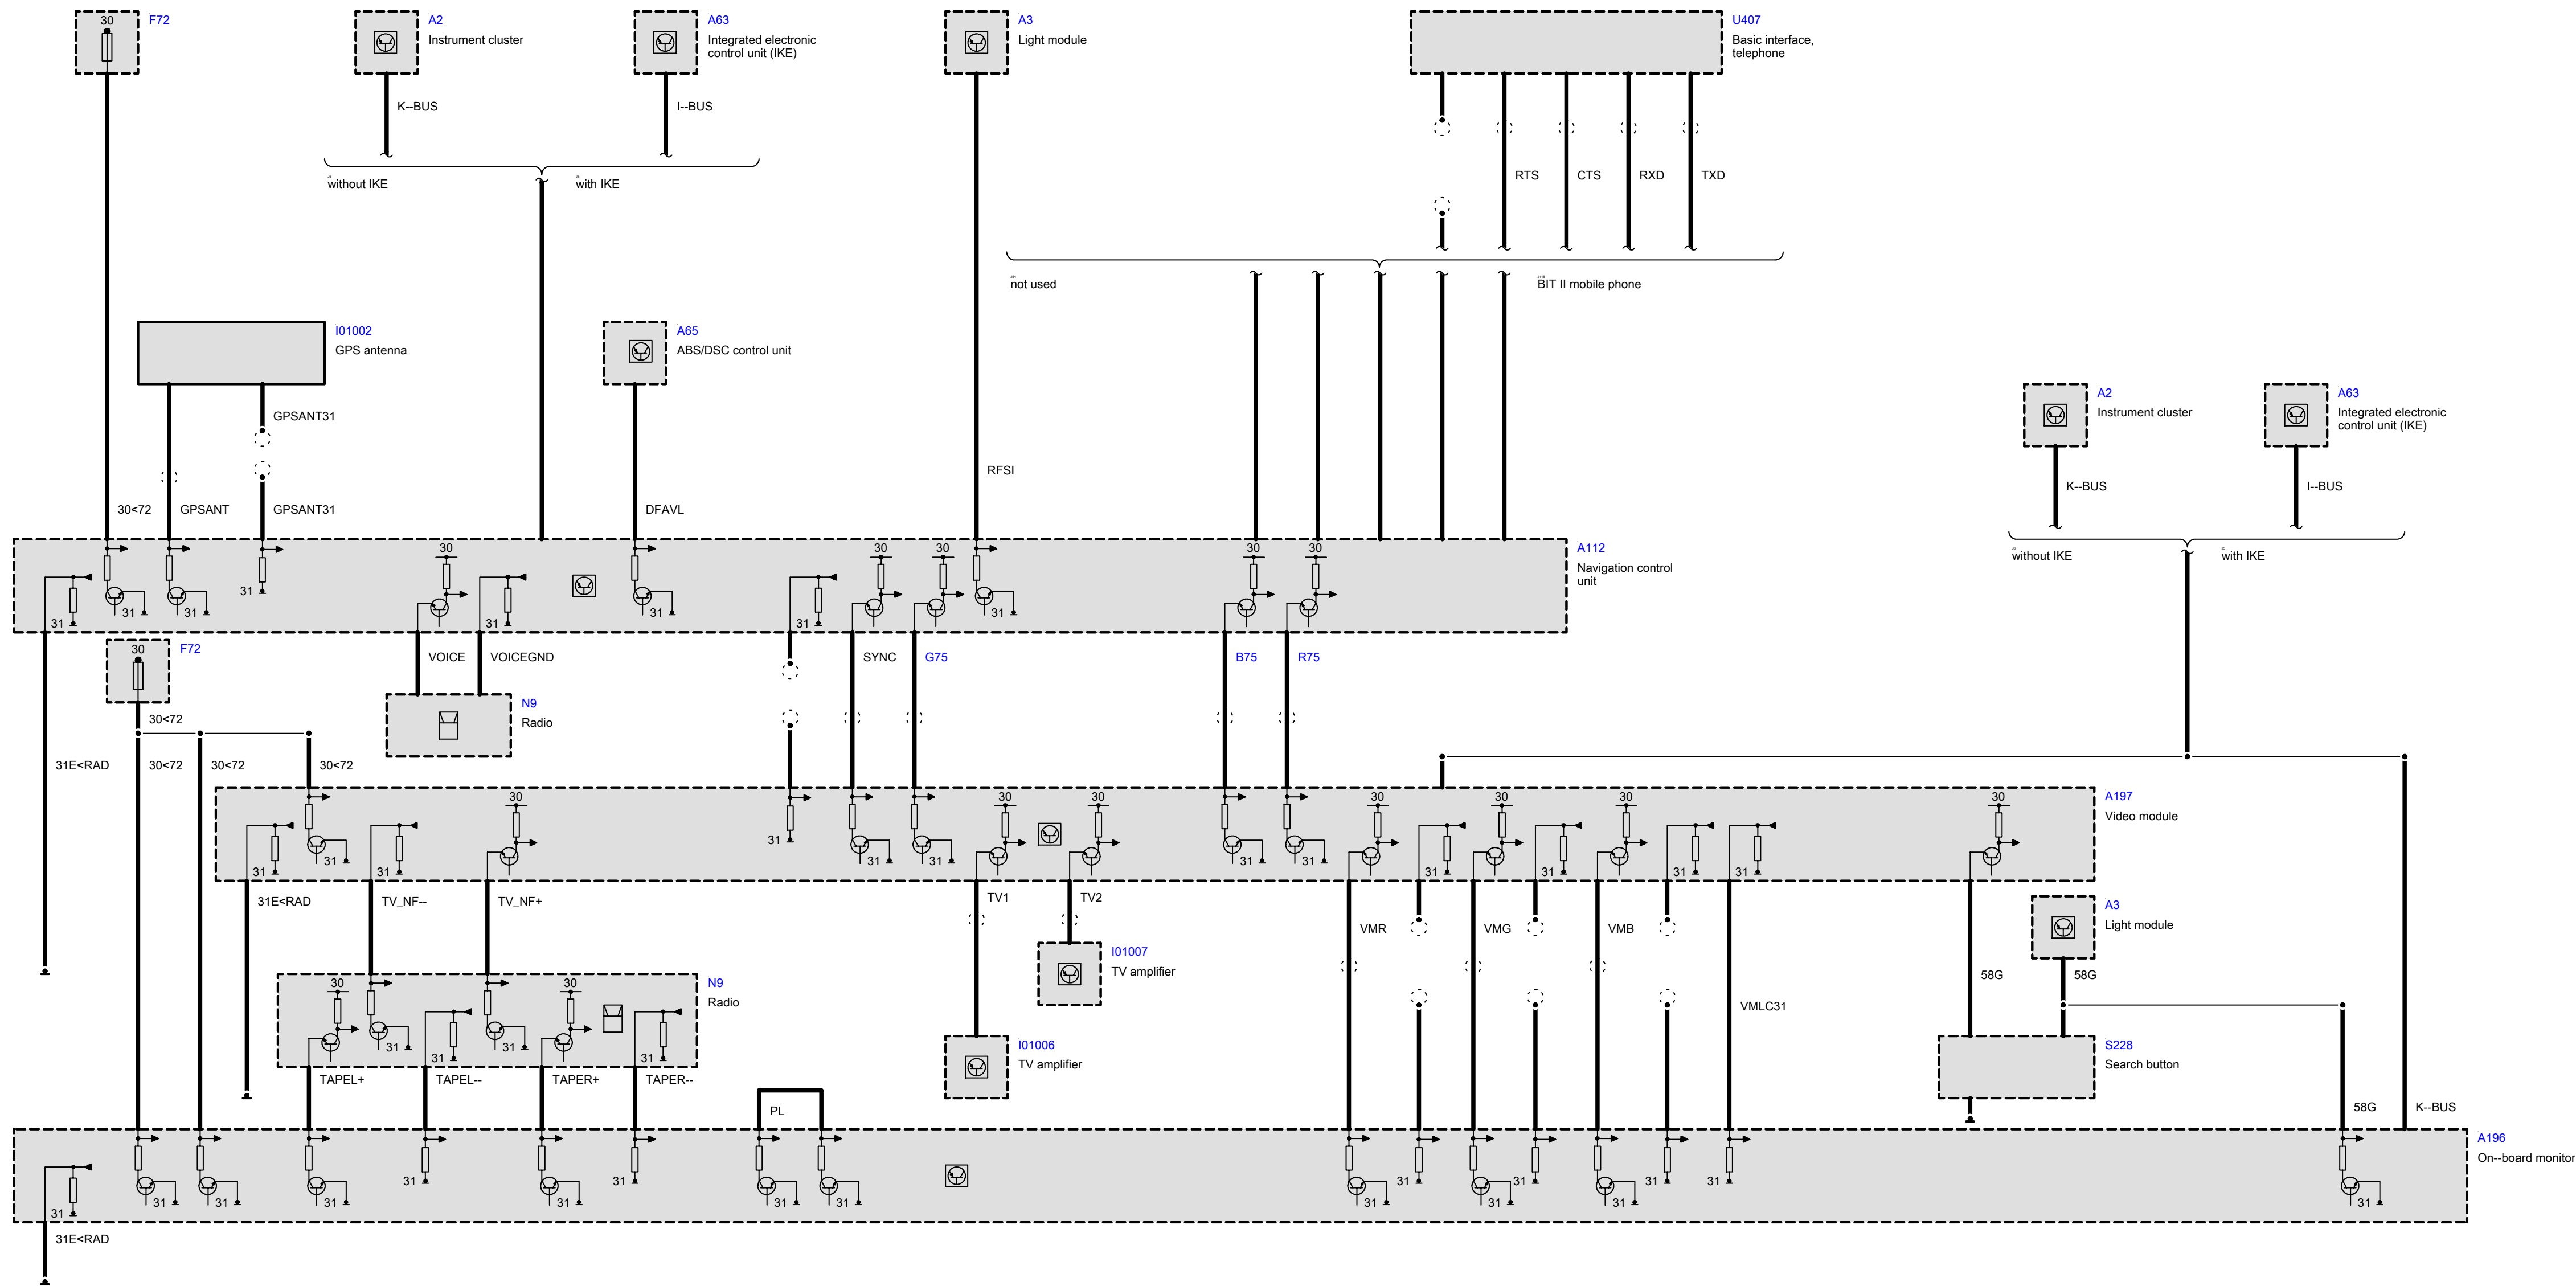 30 F72
A2
Instrument cluster
A63
Integrated electronic
control unit (IKE)
A3
Light module
U407
Basic interface,
telephone
K--BUS
I--BUS
without IKE
with IKE
RTS
CTS
RXD
TXD
not used
BIT II mobile phone
I01002
GPS antenna
A65
ABS/DSC control unit
A2
Instrument cluster
A63
Integrated electronic
control unit (IKE)
GPSANT31
RFSI
K--BUS
I--BUS
30<72
GPSANT
GPSANT31
DFAVL
without IKE
with IKE
A112
Navigation control
unit
30 30 30 30 30
31 31 31 31 31 31 31 31
30 F72
VOICE
VOICEGND
SYNC
G75
B75
R75
N9
Radio
30<72
31E<RAD
30<72
30<72
30<72
A197
Video module
30 30 30 30 30 30 30
31 31 31 31 31 31 31 31 31 31 31 31
31E<RAD
TV_NF--
TV_NF+
TV1
TV2
VMR
VMG
VMB
A3
Light module
I01007
TV amplifier
58G
58G
N9
Radio
30 30
31 31 31 31
VMLC31
I01006
TV amplifier
S228
Search button
TAPEL+
TAPEL--
TAPER+
TAPER--
PL
58G
K--BUS
A196
On--board monitor
31 31 31 31 31 31 31 31 31 31 31 31 31 31 31 31 31
31E<RAD